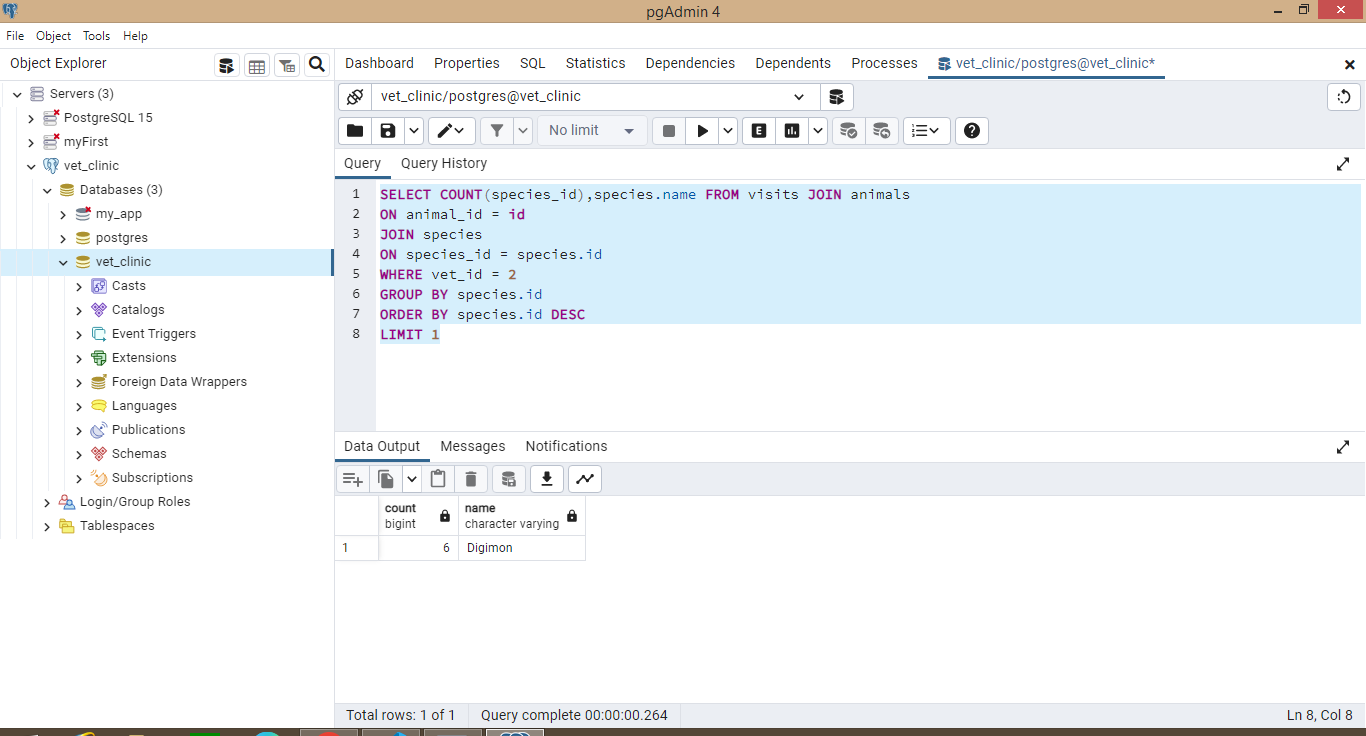 pgAdmin 4
File Object Tools Help
Object Explorer
Dashboard Properties SQL Statistics Dependencies Dependents Processes vet_clinic/postgres@vet_clinic*
Servers (3)
PostgreSQL 15
myFirst
vet_clinic
Databases (3)
my_app
postgres
vet_clinic
Casts
Catalogs
Event Triggers
Extensions
Foreign Data Wrappers
Languages
Publications
Schemas
Subscriptions
Login/Group Roles
Tablespaces
vet_clinic/postgres@vet_clinic
No limit
E
Query Query History
1 SELECT COUNT(species_id),species.name FROM visits JOIN animals
2 ON animal_id = id
3 JOIN species
4 ON species_id = species.id
5 WHERE vet_id = 2
6 GROUP BY species.id
7 ORDER BY species.id DESC
8 LIMIT 1
Data Output Messages Notifications
count name
bigint character varying
1 6 Digimon
Total rows: 1 of 1 Query complete 00:00:00.264 Ln 8, Col 8